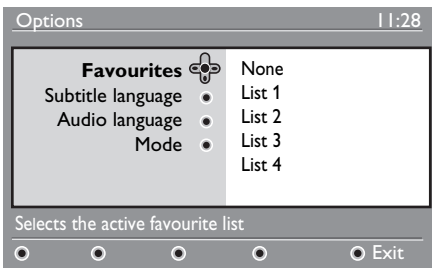 Options 11:28
Favourites
Subtitle language
Audio language
Mode
None
List 1
List 2
List 3
List 4
Selects the active favourite list
Exit